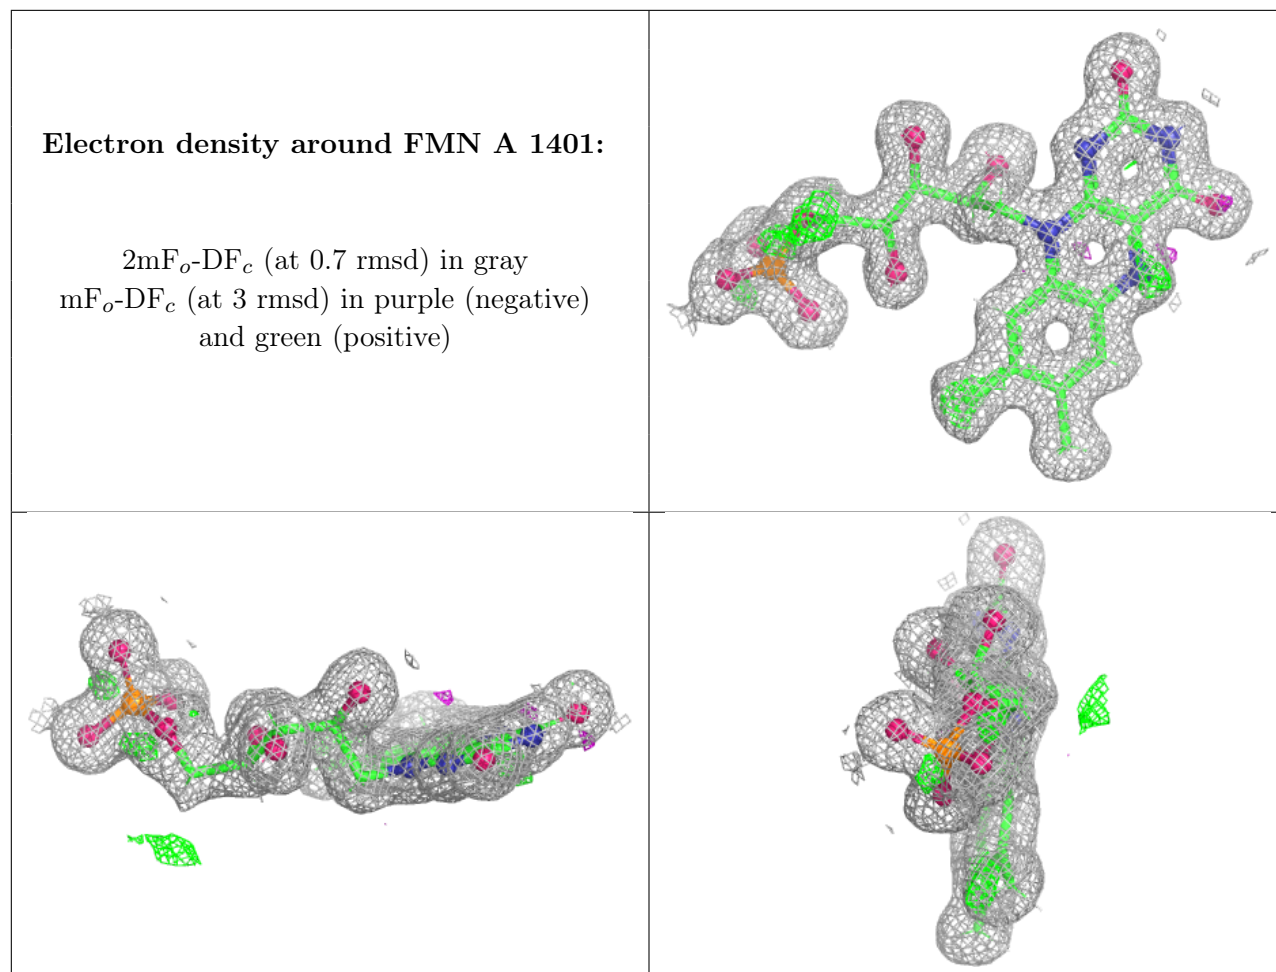 Electron density around FMN A 1401:
2mFo-DFc (at 0.7 rmsd) in gray
mFo-DFc (at 3 rmsd) in purple (negative)
and green (positive)